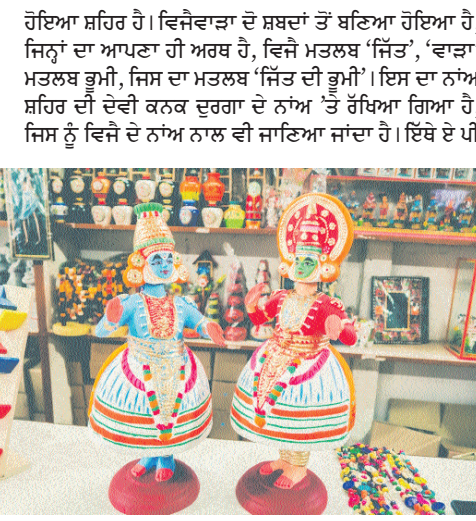 ਹੋਇਆ ਸ਼ਹਿਰ ਹੈ। ਵਿਜੈਵਾੜਾ ਦੋ ਸ਼ਬਦਾਂ ਤੋਂ ਬਣਿਆ ਹੋਇਆ ਹੈ
ਜਿਨ੍ਹਾਂ ਦਾ ਆਪਣਾ ਹੀ ਅਰਥ ਹੈ, ਵਿਜੈ ਮਤਲਬ ‘ਜਿੱਤ’, ‘ਵਾੜਾ
ਮਤਲਬ ਭੂਮੀ, ਜਿਸ ਦਾ ਮਤਲਬ ‘ਜਿੱਤ ਦੀ ਭੂਮੀ’। ਇਸ ਦਾ ਨਾਂਅ
ਸ਼ਹਿਰ ਦੀ ਦੇਵੀ ਕਨਕ ਦੁਰਗਾ ਦੇ ਨਾਂਅ ’ਤੇ ਰੱਖਿਆ ਗਿਆ ਹੈ
ਜਿਸ ਨੂੰ ਵਿਜੈ ਦੇ ਨਾਂਅ ਨਾਲ ਵੀ ਜਾਣਿਆ ਜਾਂਦਾ ਹੈ। ਇੱਥੇ ਏ ਪੀ